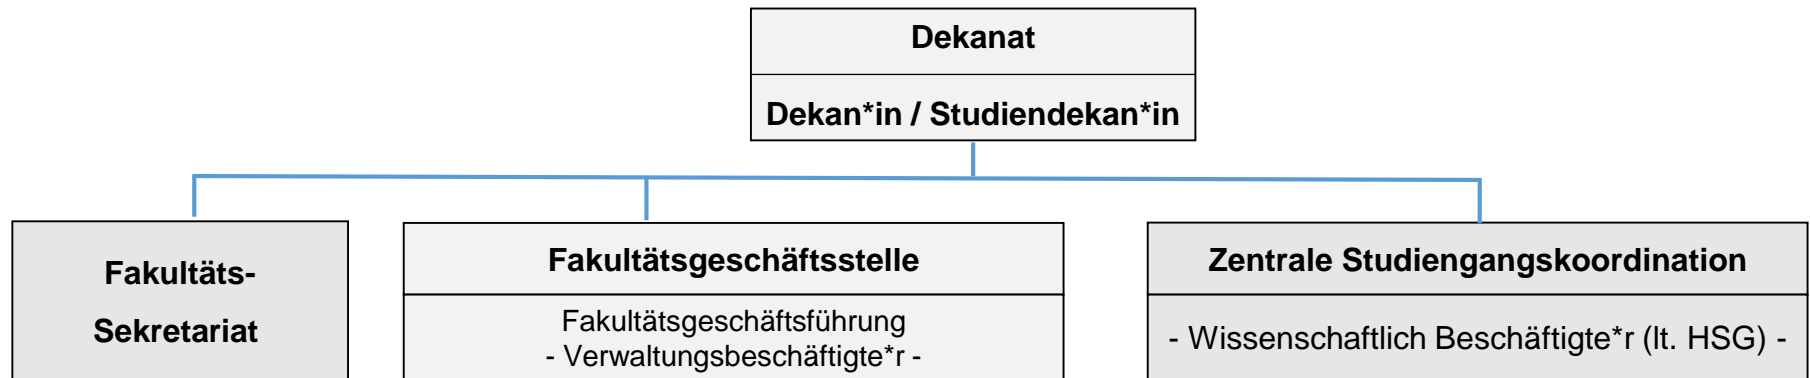 Dekanat
Dekan*in / Studiendekan*in
Fakultäts-
Sekretariat
Fakultätsgeschäftsstelle
Fakultätsgeschäftsführung
- Verwaltungsbeschäftigte*r -
Zentrale Studiengangskoordination
- Wissenschaftlich Beschäftigte*r (lt. HSG) -